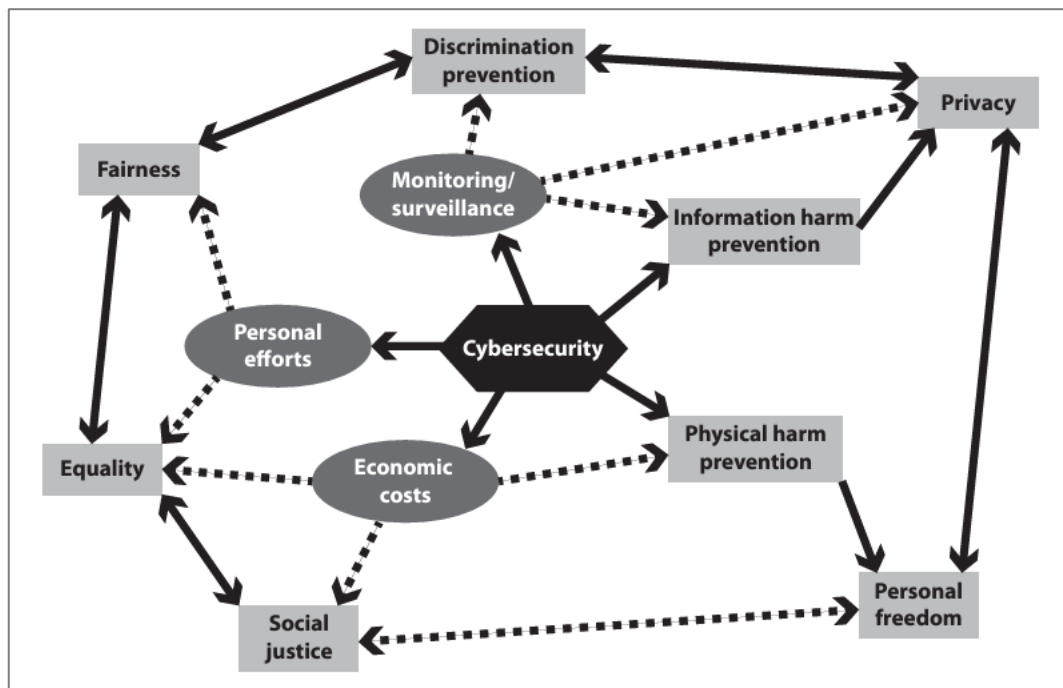 Discrimination
prevention
Privacy
Fairness
Monitoring/
surveillance
Information harm
prevention
Personal
efforts
Cybersecurity
Physical harm
prevention
Equality
Economic
costs
Personal
freedom
Social
justice